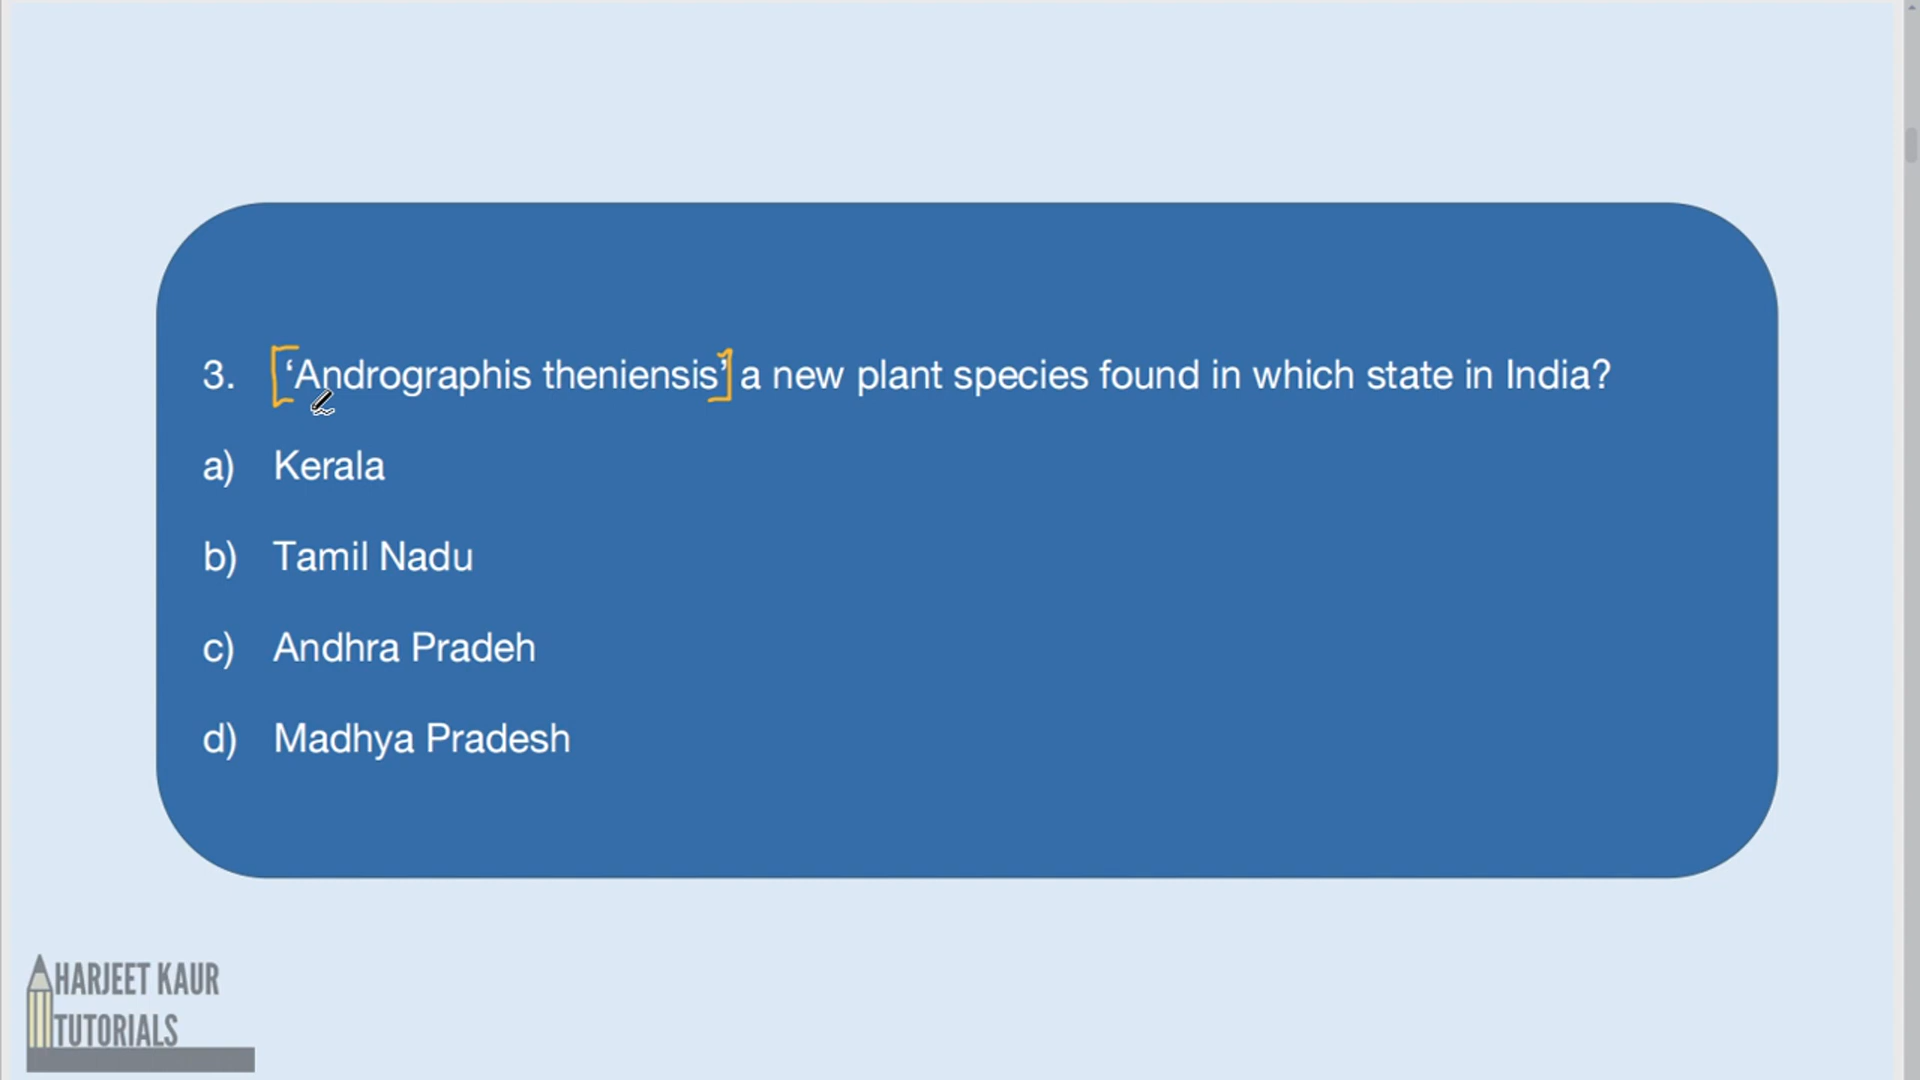 3. ‘Andrographis theniensis’ a new plant species found in which state in India?
a) Kerala
b) Tamil Nadu
c) Andhra Pradeh
d) Madhya Pradesh
HARJEET KAUR
TUTORIALS